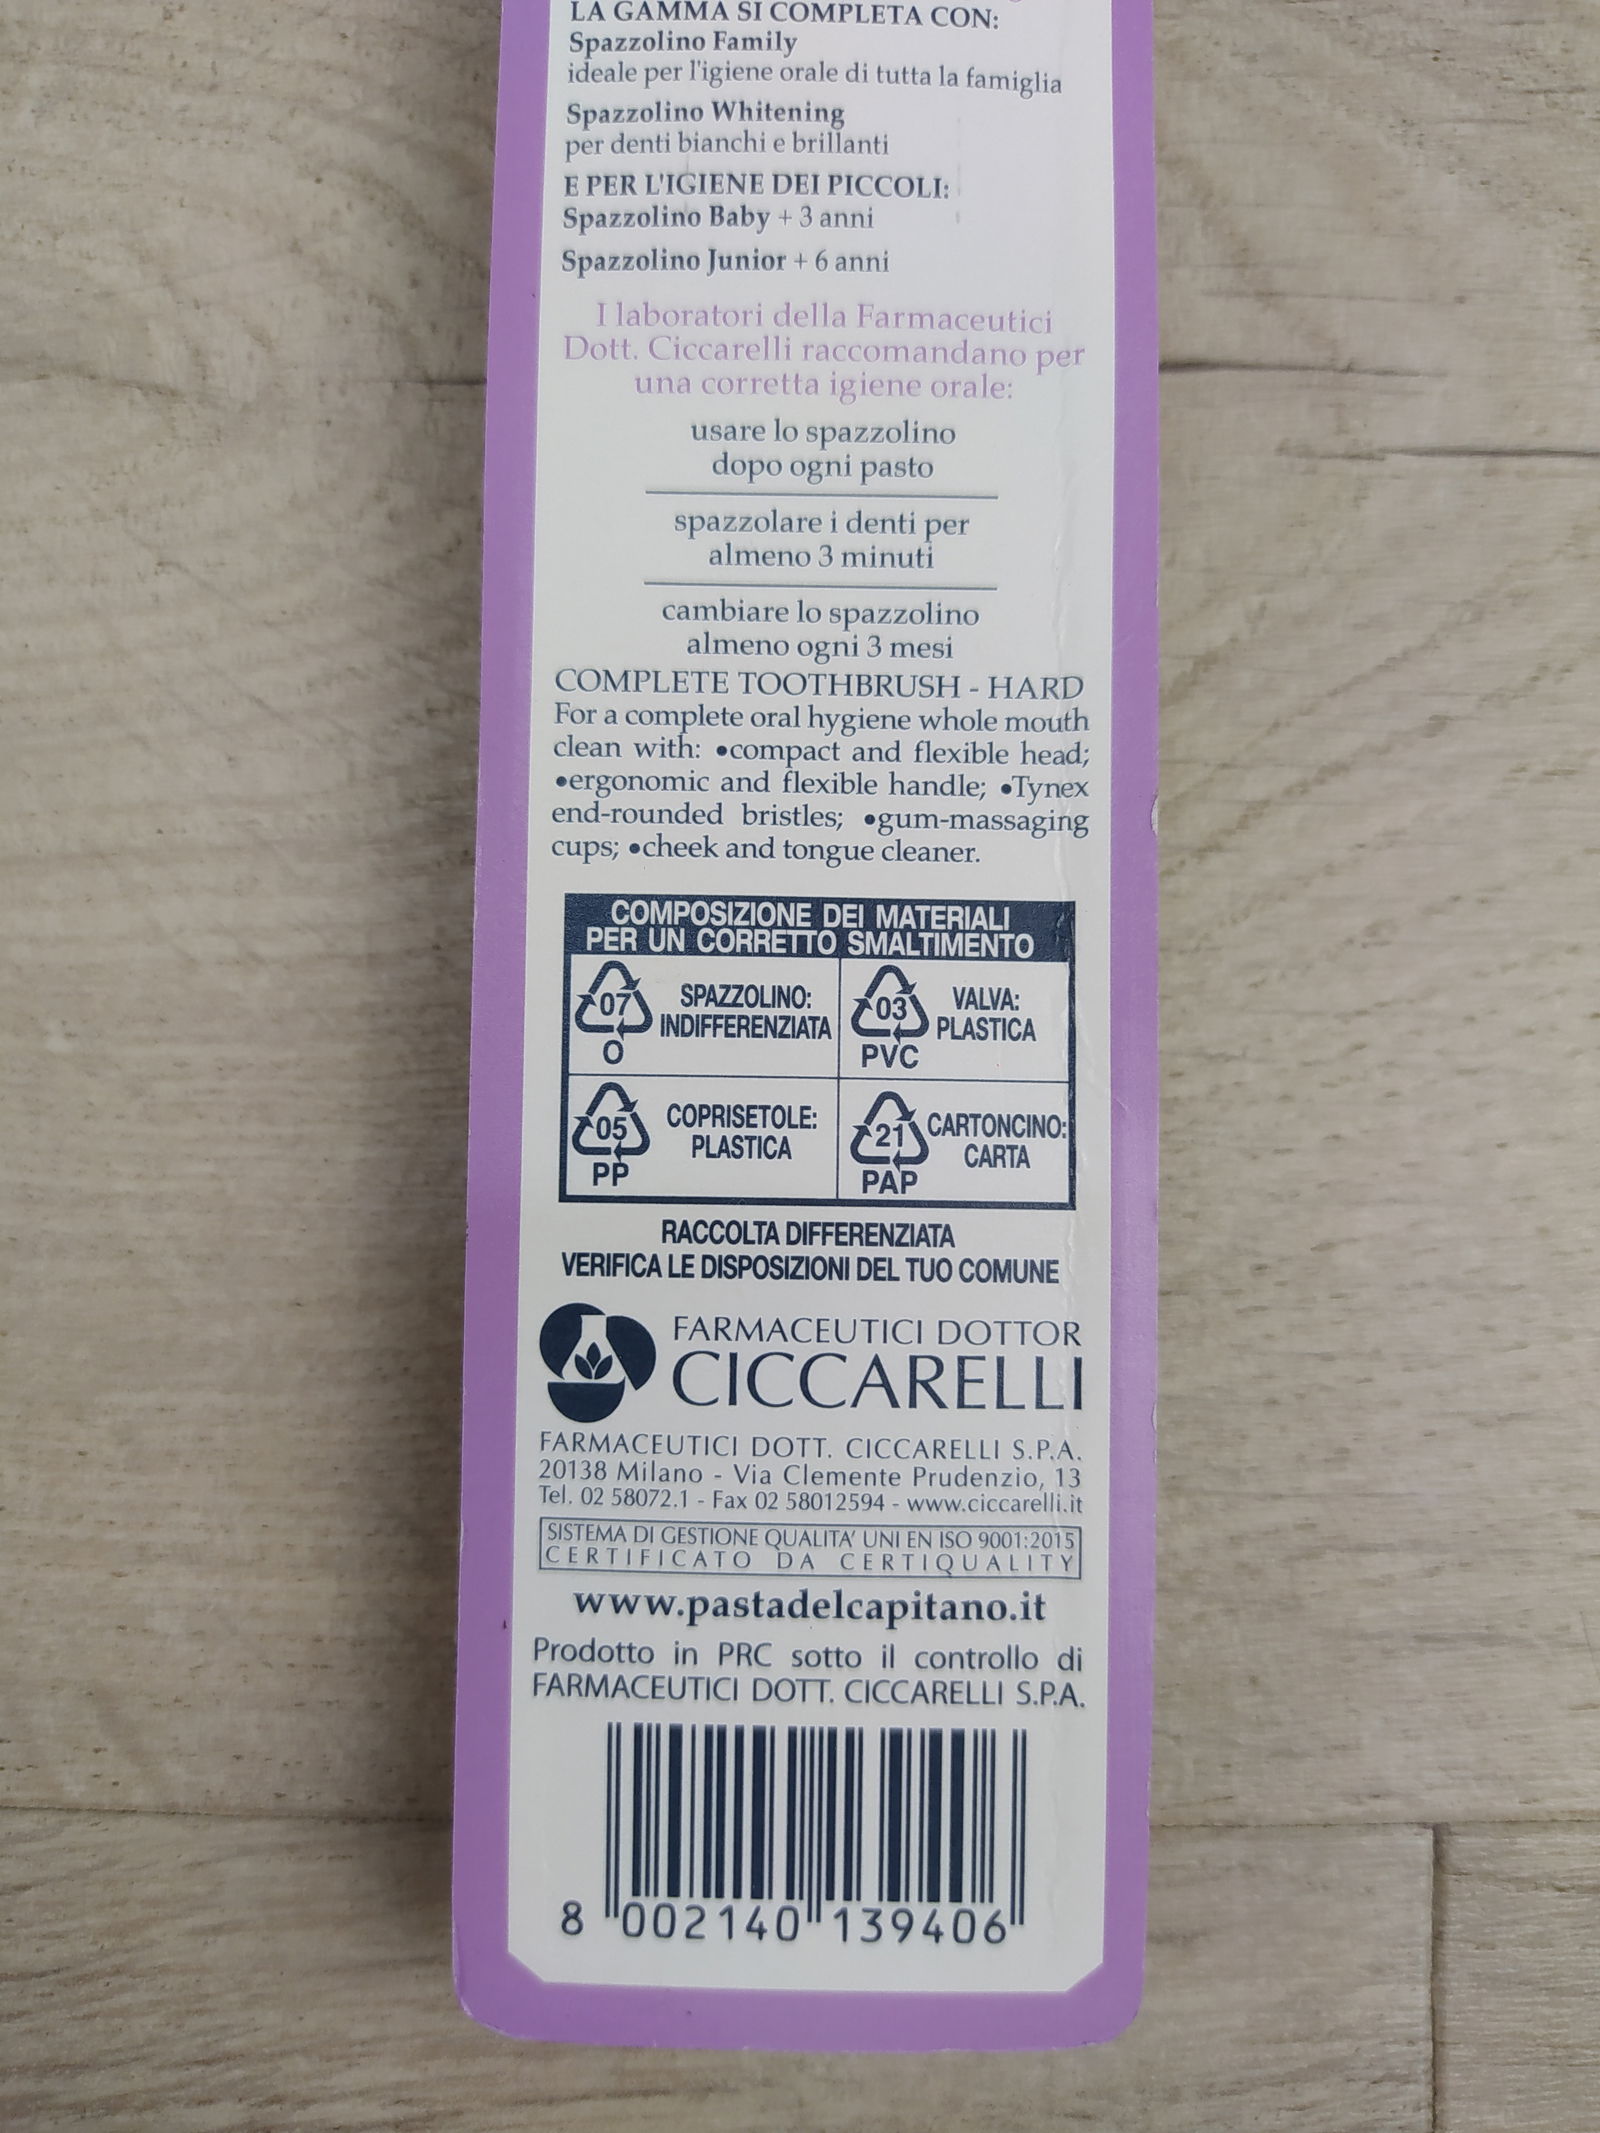 LA GAMMA SI COMPLETA CON:
Spazzolino Family
ideale per l'igiene orale di tutta la famiglia
Spazzolino Whitening
per denti bianchi e brillanti
E PER L'IGIENE DEI PICCOLI:
Spazzolino Baby + 3 anni
Spazzolino Junior + 6 anni
I laboratori della Farmaceutici
Dott. Ciccarelli raccomandano per
una corretta igiene orale:
usare lo spazzolino
dopo ogni pasto
spazzolare i denti per
almeno 3 minuti
cambiare lo spazzolino
almeno ogni 3 mesi
COMPLETE TOOTHBRUSH - HARD
For a complete oral hygiene whole mouth
clean with: •compact and flexible head;
•ergonomic and flexible handle; •Tynex
end-rounded bristles; •gum-massaging
cups; •cheek and tongue cleaner.
COMPOSIZIONE DEI MATERIALI
PER UN CORRETTO SMALTIMENTO
07 O SPAZZOLINO:
INDIFFERENZIATA
03 PVC VALVA:
PLASTICA
05 PP COPRISETOLE:
PLASTICA
21 PAP CARTONCINO:
CARTA
RACCOLTA DIFFERENZIATA
VERIFICA LE DISPOSIZIONI DEL TUO COMUNE
FARMACEUTICI DOTTOR
CICCARELLI
FARMACEUTICI DOTT. CICCARELLI S.P.A.
20138 Milano - Via Clemente Prudenzio, 13
Tel. 02 58072.1 - Fax 02 58012594 - www.ciccarelli.it
SISTEMA DI GESTIONE QUALITA' UNI EN ISO 9001:2015
CERTIFICATO DA CERTIQUALITY
www.pastadelcapitano.it
Prodotto in PRC sotto il controllo di
FARMACEUTICI DOTT. CICCARELLI S.P.A.
8 002140 139406